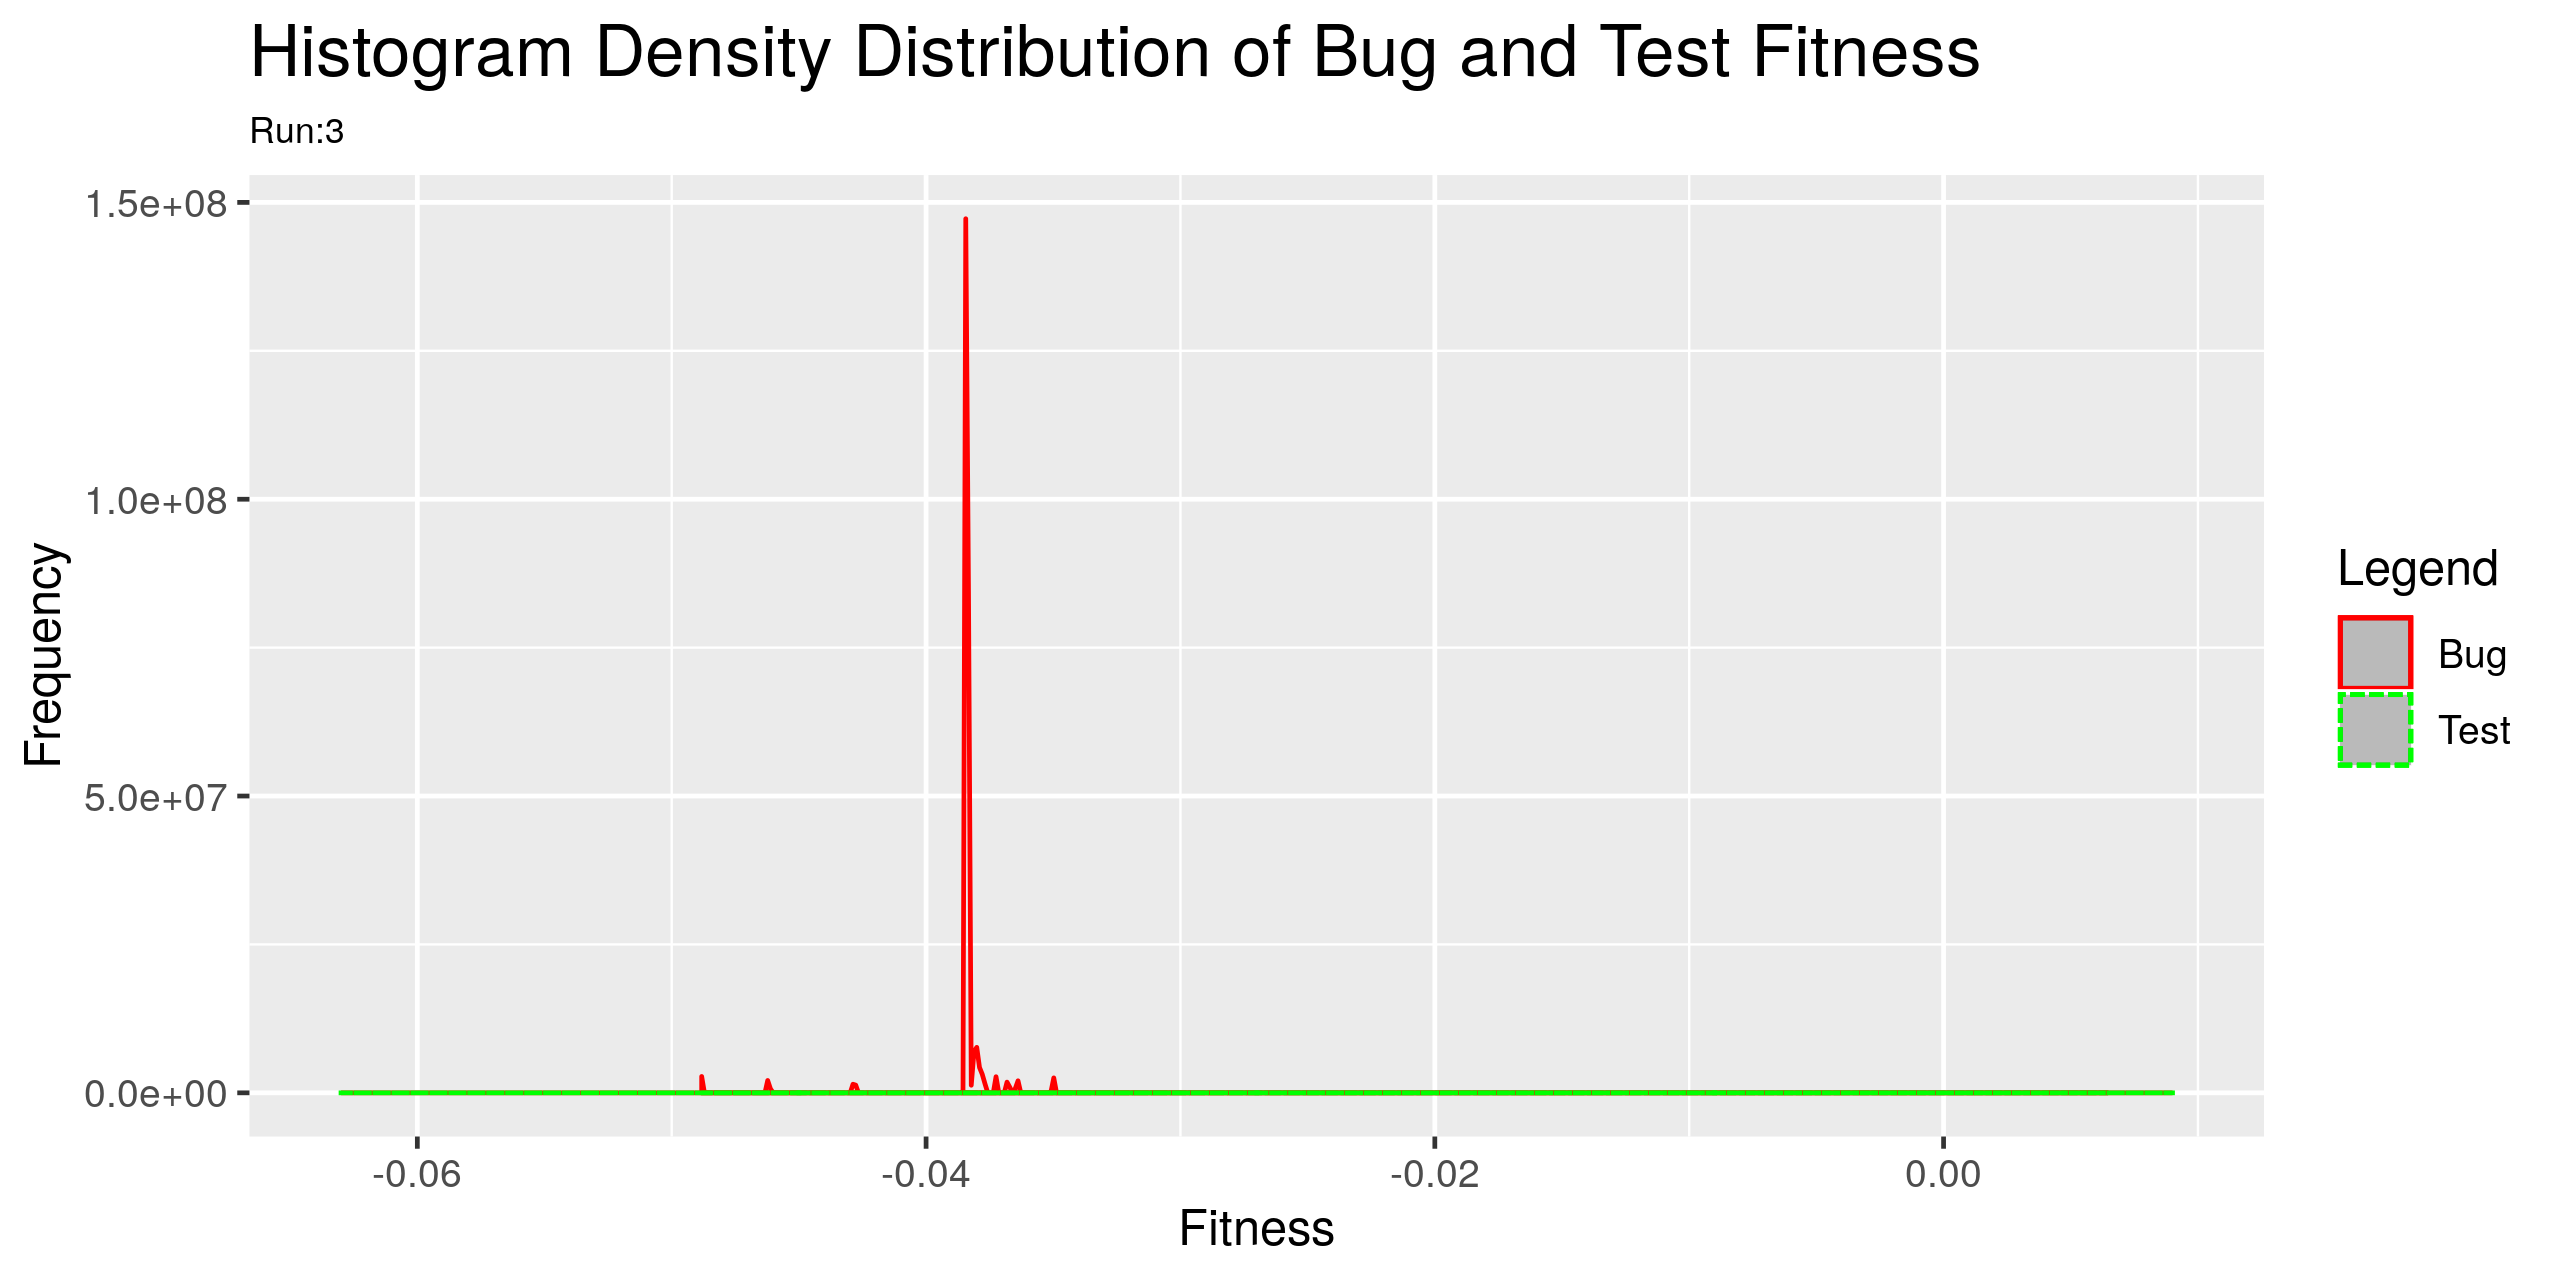 Histogram Density Distribution of Bug and Test Fitness
Run:3
1.5e+08
1.0e+08
5.0e+07
0.0e+00
Frequency
-0.06
-0.04
-0.02
0.00
Fitness
Legend
Bug
Test